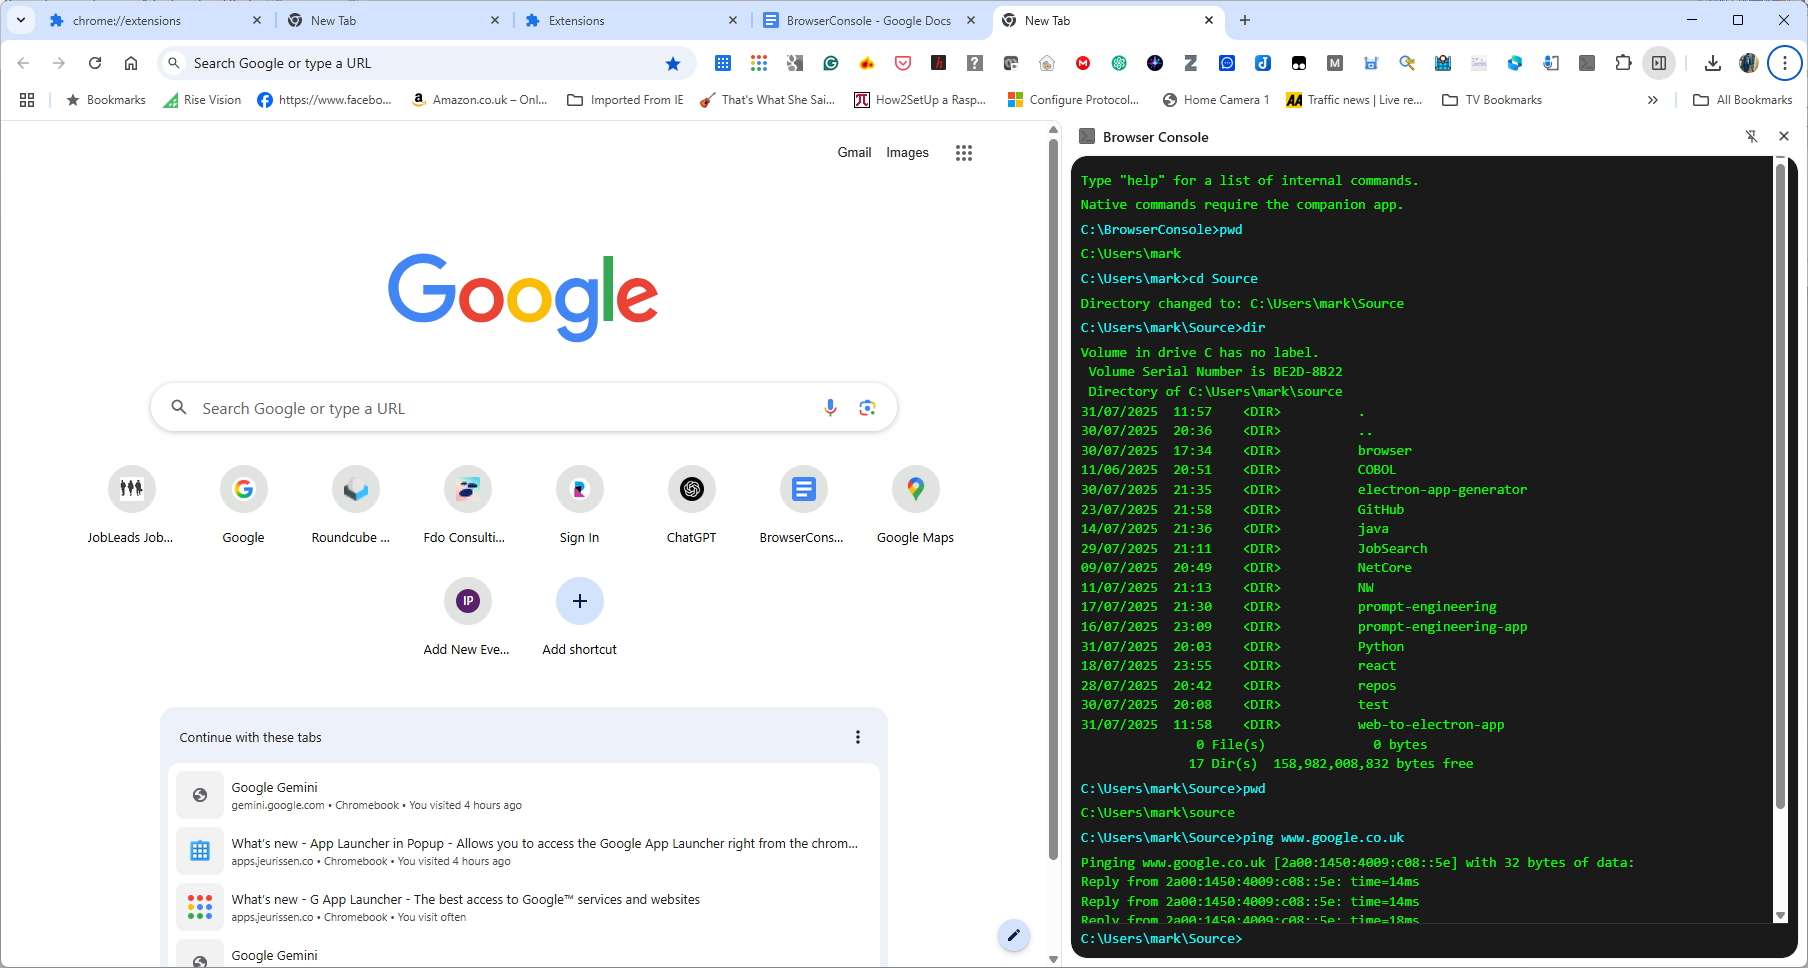 chrome://extensions
New Tab
Extensions
BrowserConsole - Google Docs
New Tab
Search Google or type a URL
Bookmarks
Rise Vision
https://www.facebo...
Amazon.co.uk – Onl...
Imported From IE
That's What She Sai...
How2SetUp a Rasp...
Configure Protocol...
Home Camera 1
AA
Traffic news | Live re...
TV Bookmarks
All Bookmarks
Gmail
Images
Google
Search Google or type a URL
JobLeads Job...
Google
Roundcube ...
Fdo Consulti...
Sign In
ChatGPT
BrowserCons...
Google Maps
IP
Add New Eve...
Add shortcut
Continue with these tabs
Google Gemini
gemini.google.com • Chromebook • You visited 4 hours ago
What's new - App Launcher in Popup - Allows you to access the Google App Launcher right from the chrom...
apps.jeurissen.co • Chromebook • You visited 4 hours ago
What's new - G App Launcher - The best access to Google™ services and websites
apps.jeurissen.co • Chromebook • You visit often
Google Gemini
Browser Console
Type "help" for a list of internal commands.
Native commands require the companion app.
C:\BrowserConsole>pwd
C:\Users\mark
C:\Users\mark>cd Source
Directory changed to: C:\Users\mark\Source
C:\Users\mark\Source>dir
Volume in drive C has no label.
Volume Serial Number is BE2D-8B22
Directory of C:\Users\mark\source
31/07/2025  11:57    <DIR>          .
30/07/2025  20:36    <DIR>          ..
30/07/2025  17:34    <DIR>          browser
11/06/2025  20:51    <DIR>          COBOL
30/07/2025  21:35    <DIR>          electron-app-generator
23/07/2025  21:58    <DIR>          GitHub
14/07/2025  21:36    <DIR>          java
29/07/2025  21:11    <DIR>          JobSearch
09/07/2025  20:49    <DIR>          NetCore
11/07/2025  21:13    <DIR>          NW
17/07/2025  21:30    <DIR>          prompt-engineering
16/07/2025  23:09    <DIR>          prompt-engineering-app
31/07/2025  20:03    <DIR>          Python
18/07/2025  23:55    <DIR>          react
28/07/2025  20:42    <DIR>          repos
30/07/2025  20:08    <DIR>          test
31/07/2025  11:58    <DIR>          web-to-electron-app
0 File(s)              0 bytes
17 Dir(s)  158,982,008,832 bytes free
C:\Users\mark\Source>pwd
C:\Users\mark\source
C:\Users\mark\Source>ping www.google.co.uk
Pinging www.google.co.uk [2a00:1450:4009:c08::5e] with 32 bytes of data:
Reply from 2a00:1450:4009:c08::5e: time=14ms
Reply from 2a00:1450:4009:c08::5e: time=14ms
Reply from 2a00:1450:4009:c08::5e: time=18ms
C:\Users\mark\Source>